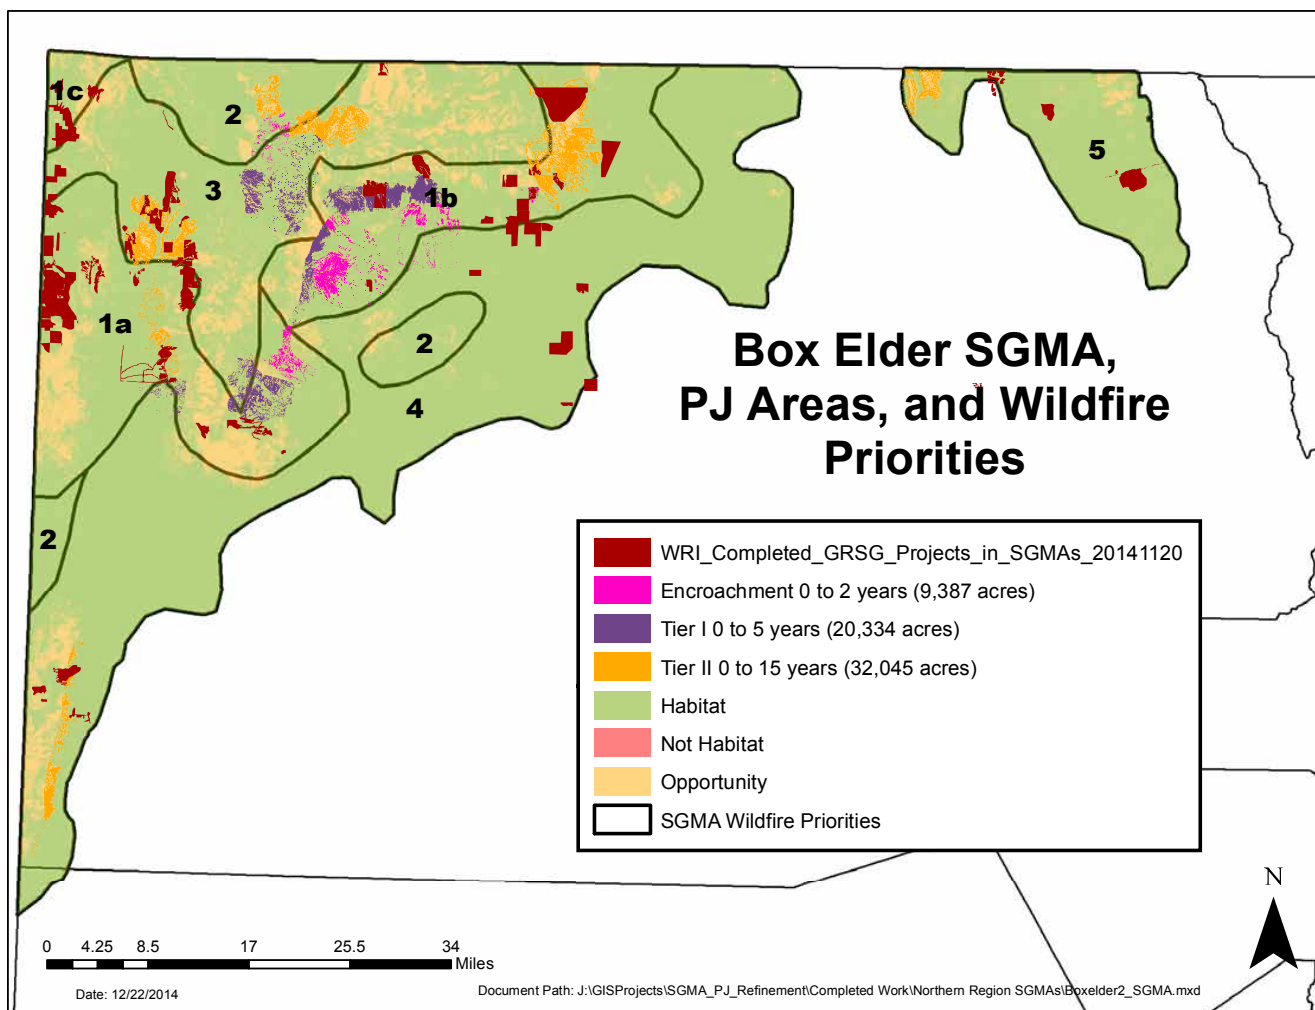 1c
2
3
1b
1a
2
4
2
5
Box Elder SGMA,
PJ Areas, and Wildfire
Priorities
WRI_Completed_GRSG_Projects_in_SGMAs_20141120
Encroachment 0 to 2 years (9,387 acres)
Tier I 0 to 5 years (20,334 acres)
Tier II 0 to 15 years (32,045 acres)
Habitat
Not Habitat
Opportunity
SGMA Wildfire Priorities
N
0 4.25 8.5 17 25.5 34
Miles
Date: 12/22/2014
Document Path: J:\GISProjects\SGMA_PJ_Refinement\Completed Work\Northern Region SGMAs\Boxelder2_SGMA.mxd